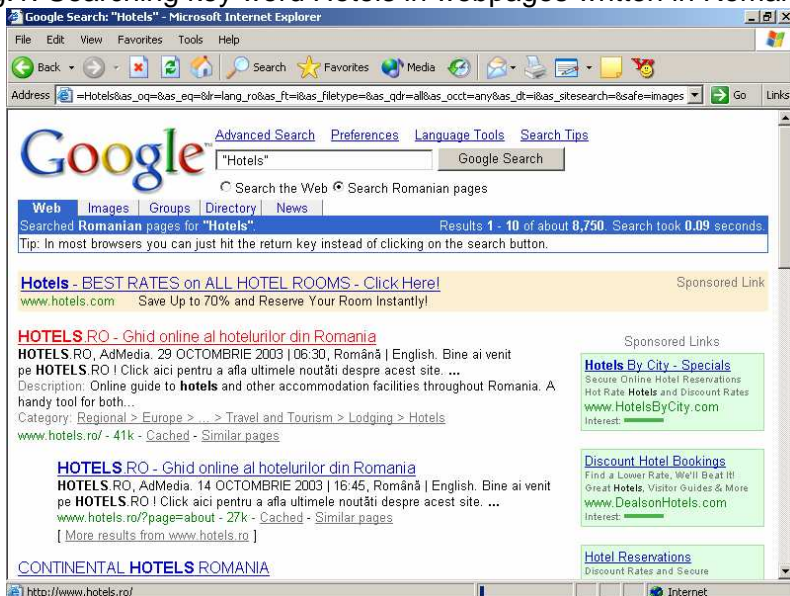 g.1. Searching key word Hotels in webpages written in Roman
Google Search: "Hotels" - Microsoft Internet Explorer
File Edit View Favorites Tools Help
Back Search Favorites Media
Address =Hotels&as_oq=&as_eq=&lr=lang_ro&as_ft=i&as_filetype=&as_qdr=all&as_occt=any&as_dt=i&as_sitesearch=&safe=images Go Links
Advanced Search Preferences Language Tools Search Tips
Google
"Hotels" Google Search
Search the Web Search Romanian pages
Web Images Groups Directory News
Searched Romanian pages for "Hotels". Results 1 - 10 of about 8,750. Search took 0.09 seconds.
Tip: In most browsers you can just hit the return key instead of clicking on the search button.
Hotels - BEST RATES on ALL HOTEL ROOMS - Click Here! Sponsored Link
www.hotels.com Save Up to 70% and Reserve Your Room Instantly!
HOTELS.RO - Ghid online al hotelurilor din Romania
HOTELS.RO, AdMedia. 29 OCTOMBRIE 2003 | 06:30, Română | English. Bine ai venit
pe HOTELS.RO ! Click aici pentru a afla ultimele noutăti despre acest site. ...
Description: Online guide to hotels and other accommodation facilities throughout Romania. A
handy tool for both...
Category: Regional > Europe > ... > Travel and Tourism > Lodging > Hotels
www.hotels.ro/ - 41k - Cached - Similar pages
HOTELS.RO - Ghid online al hotelurilor din Romania
HOTELS.RO, AdMedia. 14 OCTOMBRIE 2003 | 16:45, Română | English. Bine ai venit
pe HOTELS.RO ! Click aici pentru a afla ultimele noutăti despre acest site. ...
www.hotels.ro/?page=about - 27k - Cached - Similar pages
[ More results from www.hotels.ro ]
CONTINENTAL HOTELS ROMANIA
Sponsored Links
Hotels By City - Specials
Secure Online Hotel Reservations
Hot Rate Hotels and Discount Rates
www.HotelsByCity.com
Interest:
Discount Hotel Bookings
Find a Lower Rate, We'll Beat It!
Great Hotels, Visitor Guides & More
www.DealsonHotels.com
Interest:
Hotel Reservations
Discount Rates and Secure
http://www.hotels.ro/ Internet